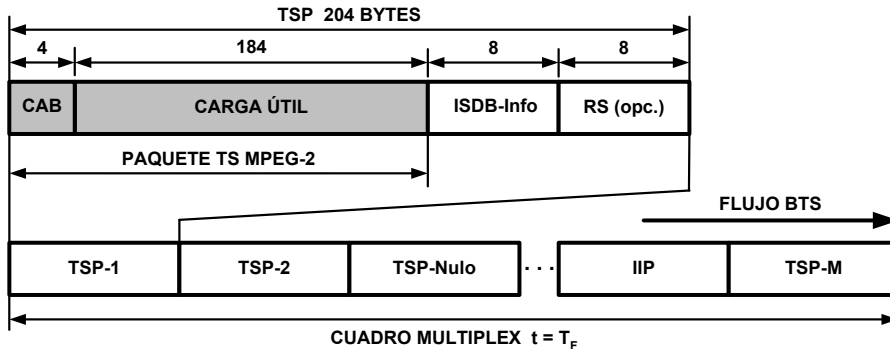 TSP 204 BYTES
4 184 8 8
CAB CARGA ÚTIL ISDB-Info RS (opc.)
PAQUETE TS MPEG-2
FLUJO BTS
TSP-1 TSP-2 TSP-Nulo . . . IIP TSP-M
CUADRO MULTIPLEX t = T_F